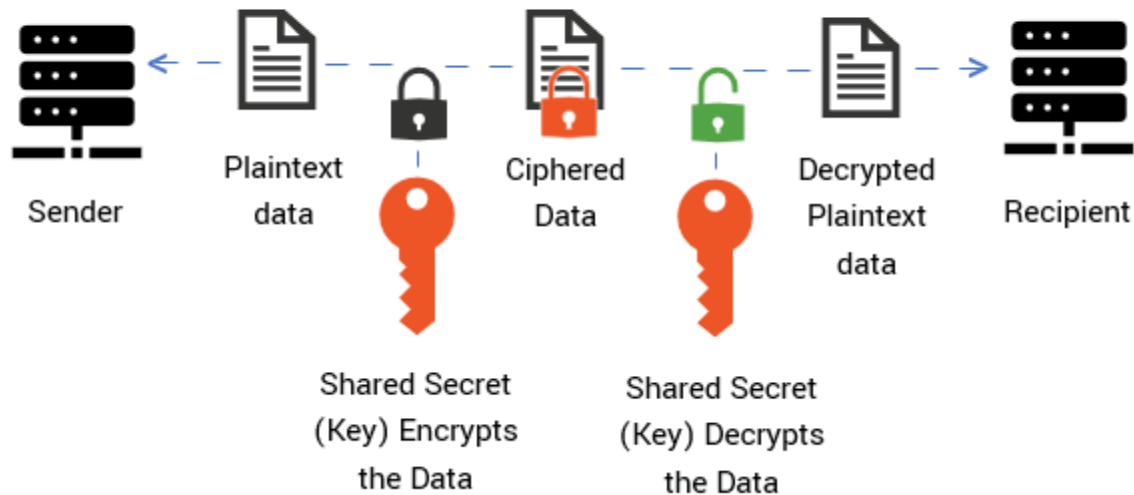 Sender
Plaintext
data
Ciphered
Data
Decrypted
Plaintext
data
Recipient
Shared Secret
(Key) Encrypts
the Data
Shared Secret
(Key) Decrypts
the Data